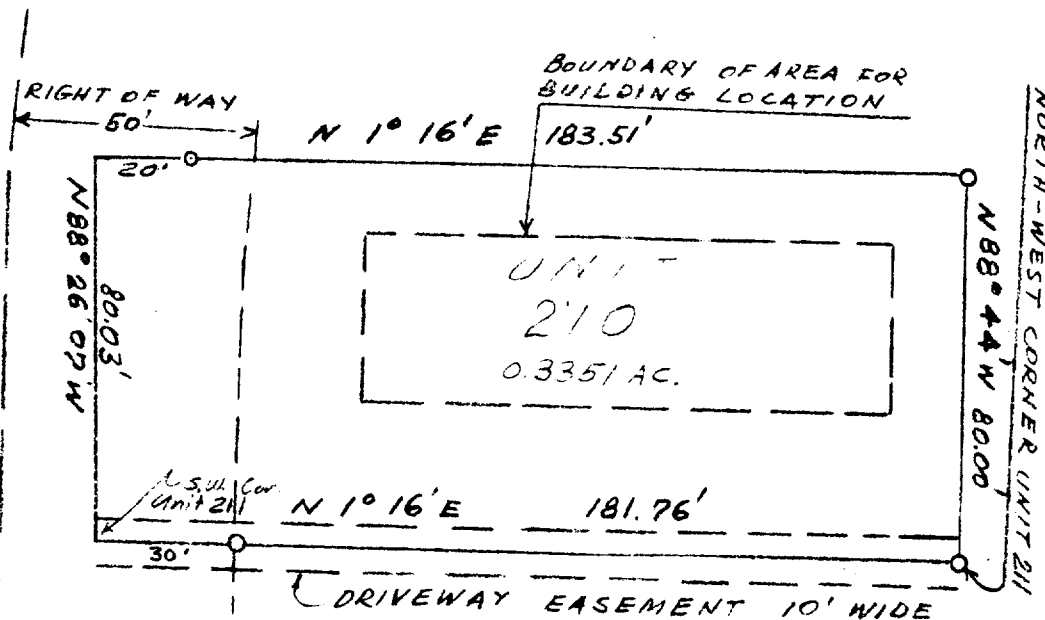 BOUNDARY OF AREA FOR
BUILDING LOCATION
RIGHT OF WAY
50'
N 1° 16' E 183.51'
20'
N 88° 26' 07" W
80.03'
UNIT
210
0.3351 AC.
N 88° 44' W 80.00'
NORTH-WEST CORNER UNIT 211
S.W. Cor.
Unit 211
N 1° 16' E 181.76'
30'
DRIVEWAY EASEMENT 10' WIDE